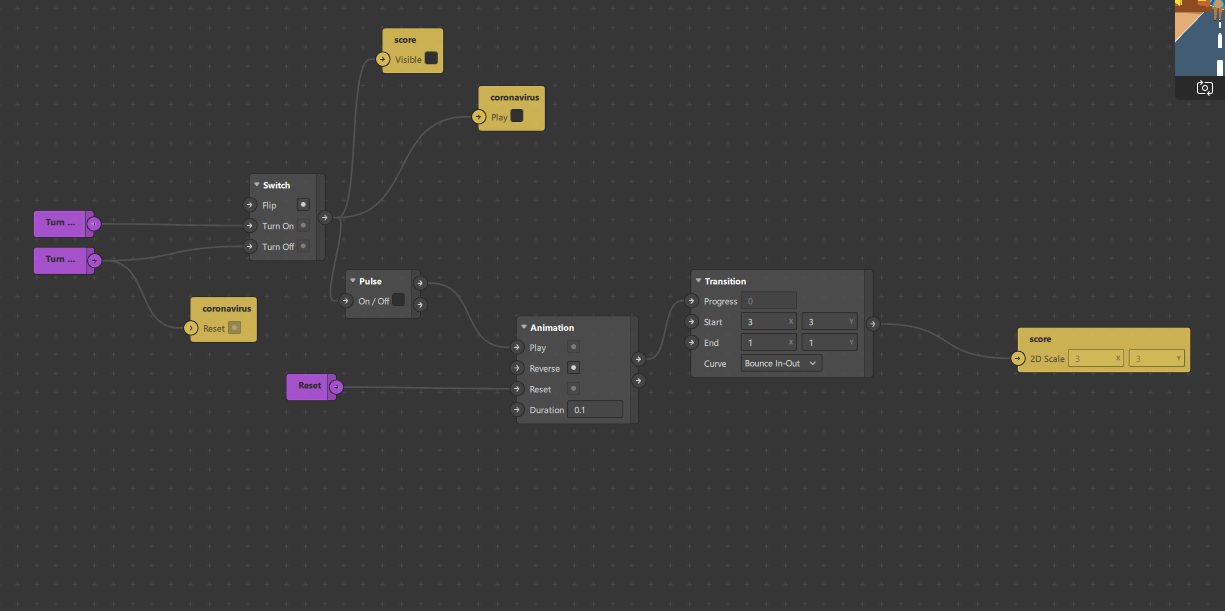 score
Visible
coronavirus
Play
Switch
Flip
Turn On
Turn Off
Turn ...
Turn ...
coronavirus
Reset
Pulse
On / Off
Reset
Animation
Play
Reverse
Reset
Duration 0.1
Transition
Progress 0
Start 3 X 3 Y
End 1 X 1 Y
Curve Bounce In-Out
score
2D Scale 3 X 3 Y